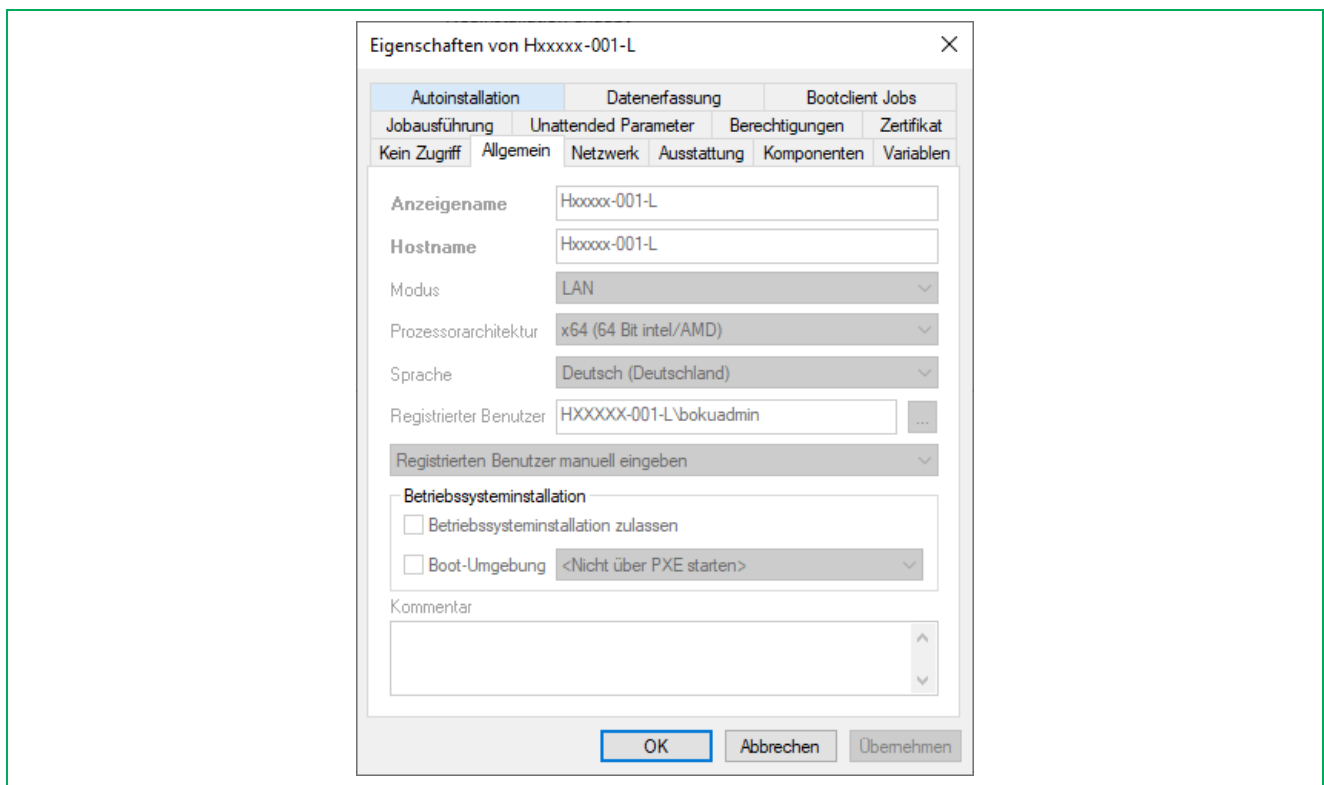 Eigenschaften von Hxxxxx-001-L
Autoinstallation Datenerfassung Bootclient Jobs
Jobausführung Unattended Parameter Berechtigungen Zertifikat
Kein Zugriff Allgemein Netzwerk Ausstattung Komponenten Variablen
Anzeigename Hxxxxx-001-L
Hostname Hxxxxx-001-L
Modus LAN
Prozessorarchitektur x64 (64 Bit intel/AMD)
Sprache Deutsch (Deutschland)
Registrierter Benutzer HXXXXX-001-L\bokuadmin ...
Registrierten Benutzer manuell eingeben
Betriebssysteminstallation
Betriebssysteminstallation zulassen
Boot-Umgebung <Nicht über PXE starten>
Kommentar
OK Abbrechen Übernehmen